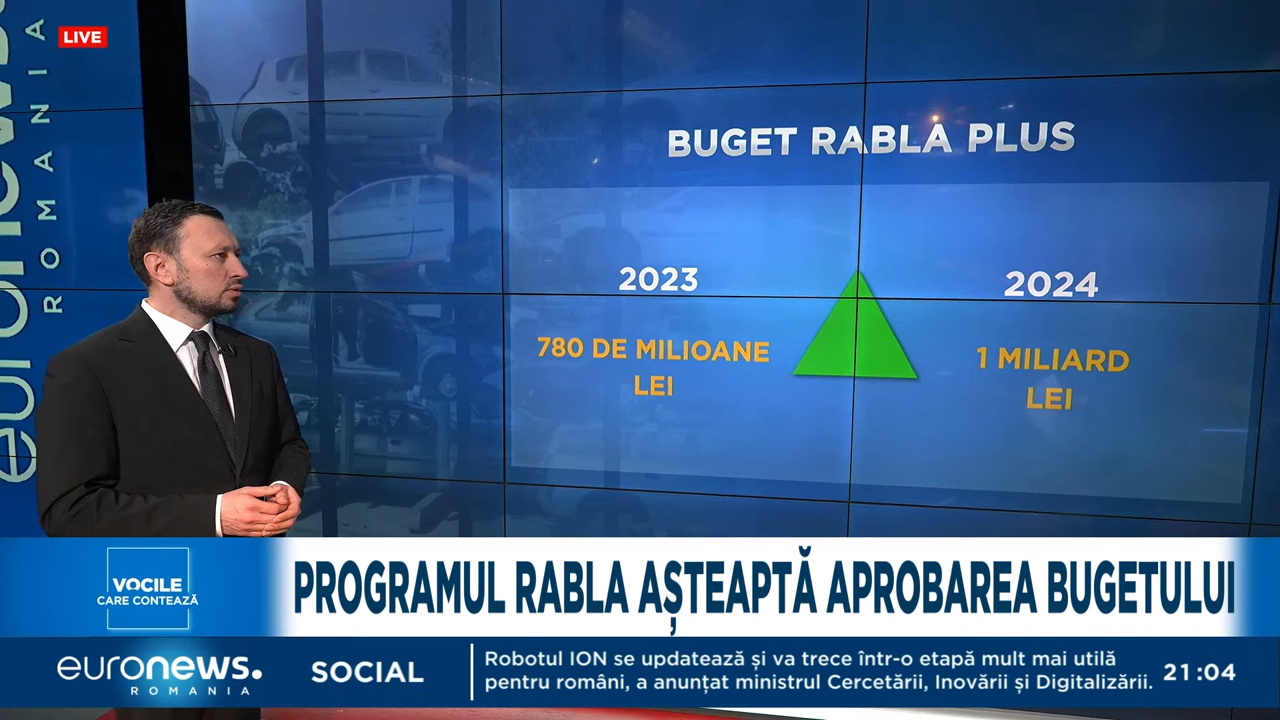 LIVE
euronews
ROMANIA
BUGET RABLA PLUS
2023
2024
780 DE MILIOANE
LEI
1 MILIARD
LEI
VOCILE
CARE CONTEAZĂ
PROGRAMUL RABLA AȘTEAPTĂ APROBAREA BUGETULUI
euronews.
ROMANIA
SOCIAL
Robotul ION se updatează și va trece într-o etapă mult mai utilă
pentru români, a anunțat ministrul Cercetării, Inovării și Digitalizării.
21:04